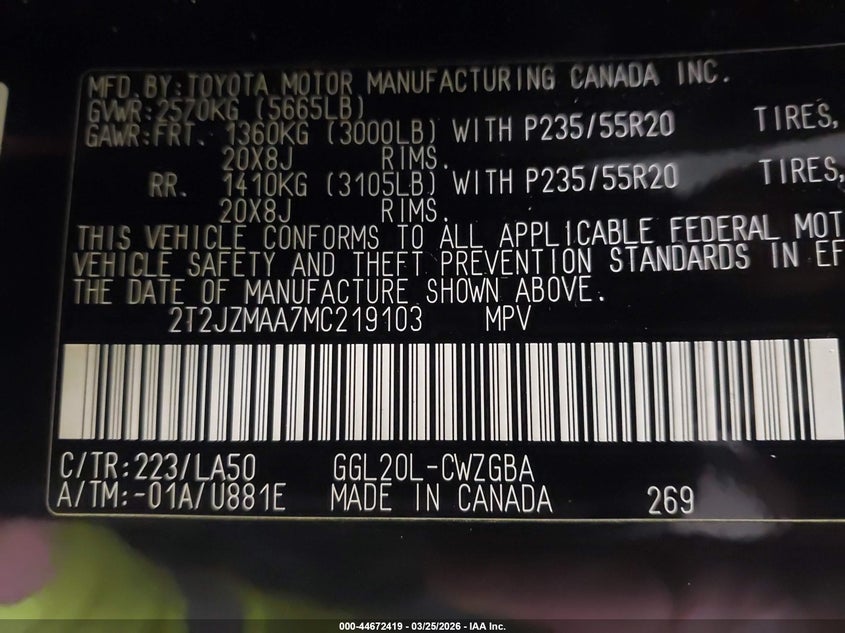 MFD. BY: TOYOTA MOTOR MANUFACTURING CANADA INC.
GVWR: 2570KG (5665LB)
GAWR: FRT. 1360KG (3000LB) WITH P235/55R20 TIRES,
20X8J RIMS.
RR. 1410KG (3105LB) WITH P235/55R20 TIRES,
20X8J RIMS.
THIS VEHICLE CONFORMS TO ALL APPLICABLE FEDERAL MOT
VEHICLE SAFETY AND THEFT PREVENTION STANDARDS IN EF
THE DATE OF MANUFACTURE SHOWN ABOVE.
2T2JZMAA7MC219103 MPV
C/TR: 223/LA50 GGL20L-CWZGBA
A/TM: -01A/U881E MADE IN CANADA 269
000-44672419 - 03/25/2026 - IAA Inc.